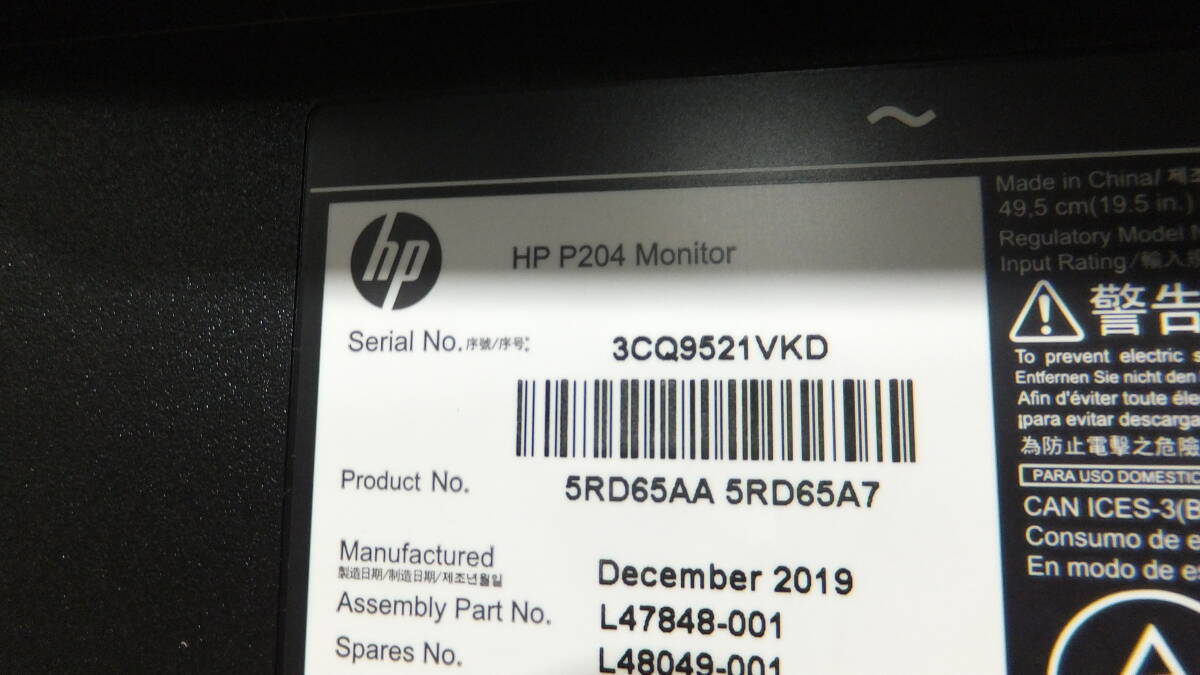 ~
hp
HP P204 Monitor
Serial No.序號/序号:
3CQ9521VKD
Product No.
5RD65AA 5RD65A7
Manufactured
製造日期/制造日期/제조년월일
December 2019
Assembly Part No.
L47848-001
Spares No.
L48049-001
Made in China/ 제조
49,5 cm(19.5 in.)
Regulatory Model
Input Rating/輸入
警告
To prevent electric
Entfernen Sie nicht den
Afin d'éviter toute
¡para evitar
為防止電擊之危險
PARA USO
CAN ICES-3(B
Consumo de
En modo de